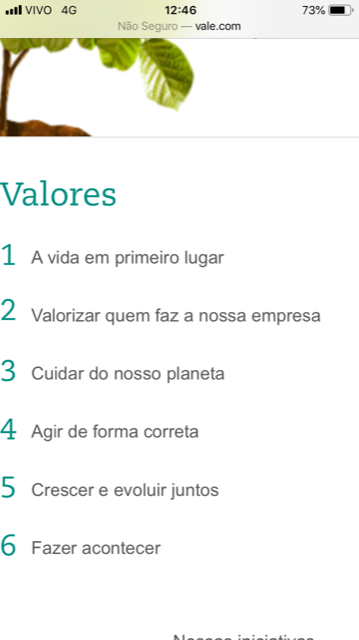 VIVO 4G 12:46 73%
Não Seguro — vale.com
Valores
1 A vida em primeiro lugar
2 Valorizar quem faz a nossa empresa
3 Cuidar do nosso planeta
4 Agir de forma correta
5 Crescer e evoluir juntos
6 Fazer acontecer
Nossas iniciativas